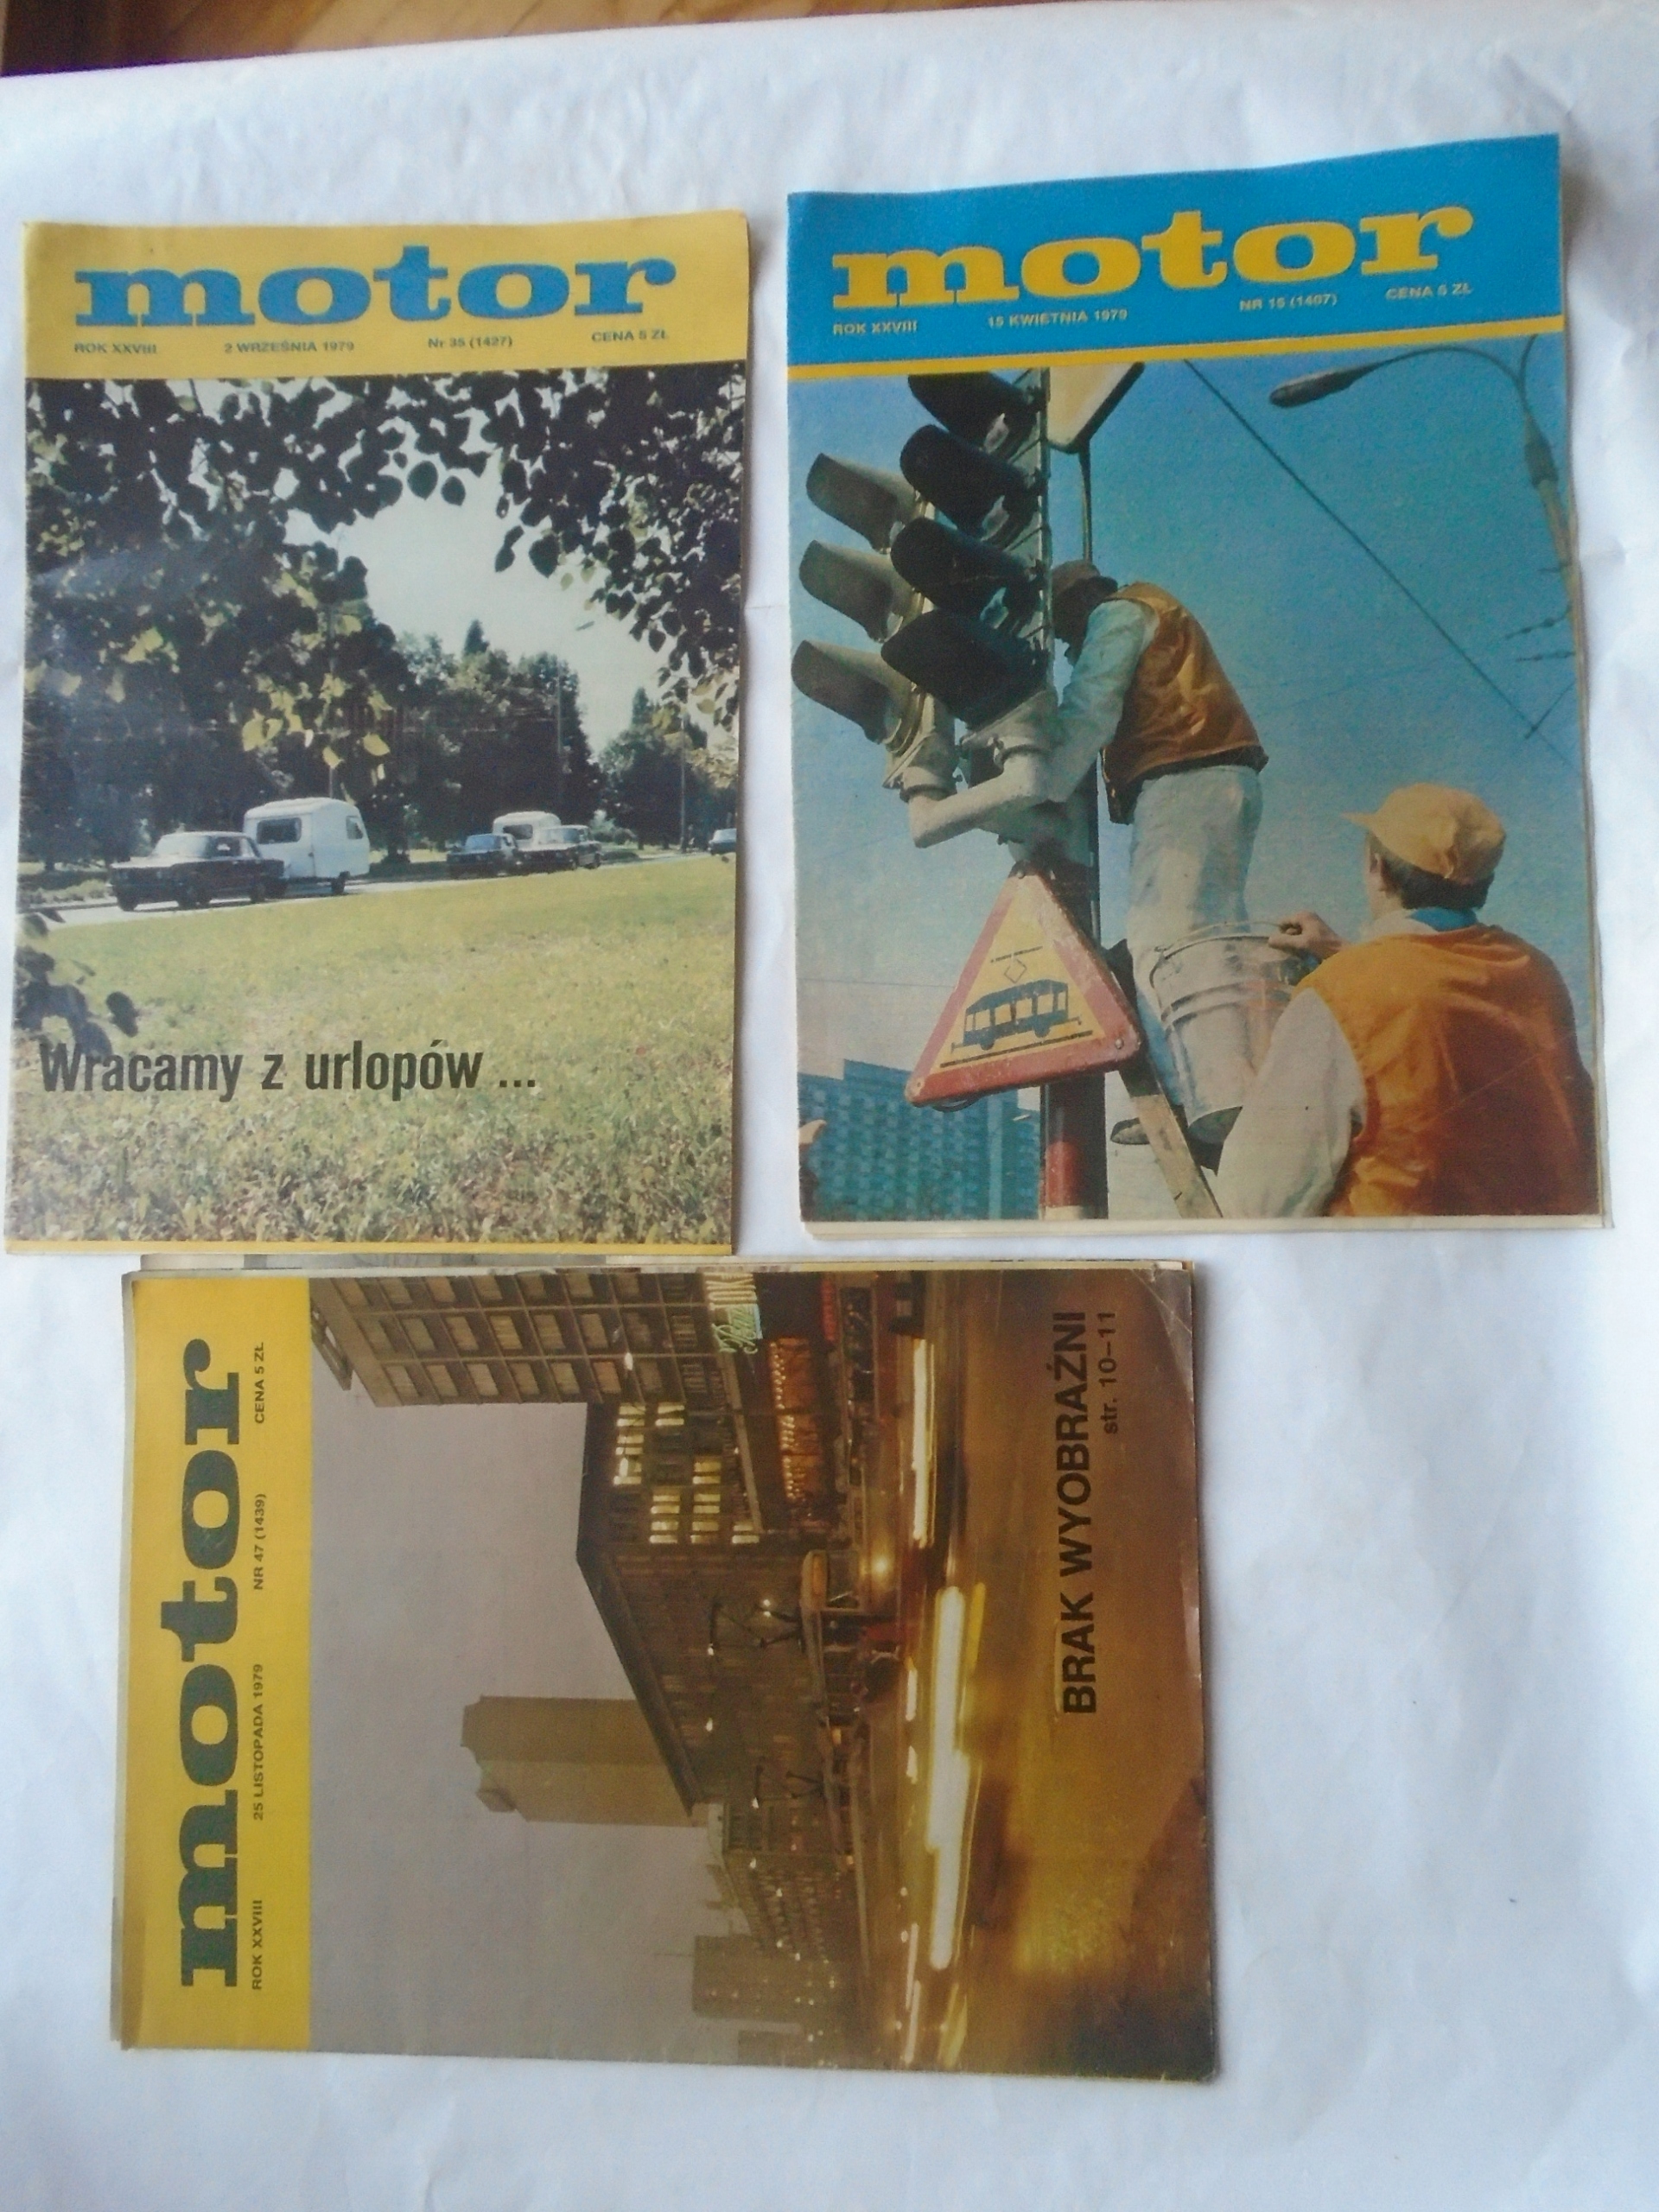 motor
ROK XXVIII 2 WRZEŚNIA 1979 Nr 35 (1427) CENA 5 ZŁ
Wracamy z urlopów ...
motor
ROK XXVIII 15 KWIETNIA 1979 NR 15 (1407) CENA 5 ZŁ
motor
ROK XXVIII 25 LISTOPADA 1979 NR 47 (1439) CENA 5 ZŁ
BRAK WYOBRAŹNI
str. 10–11